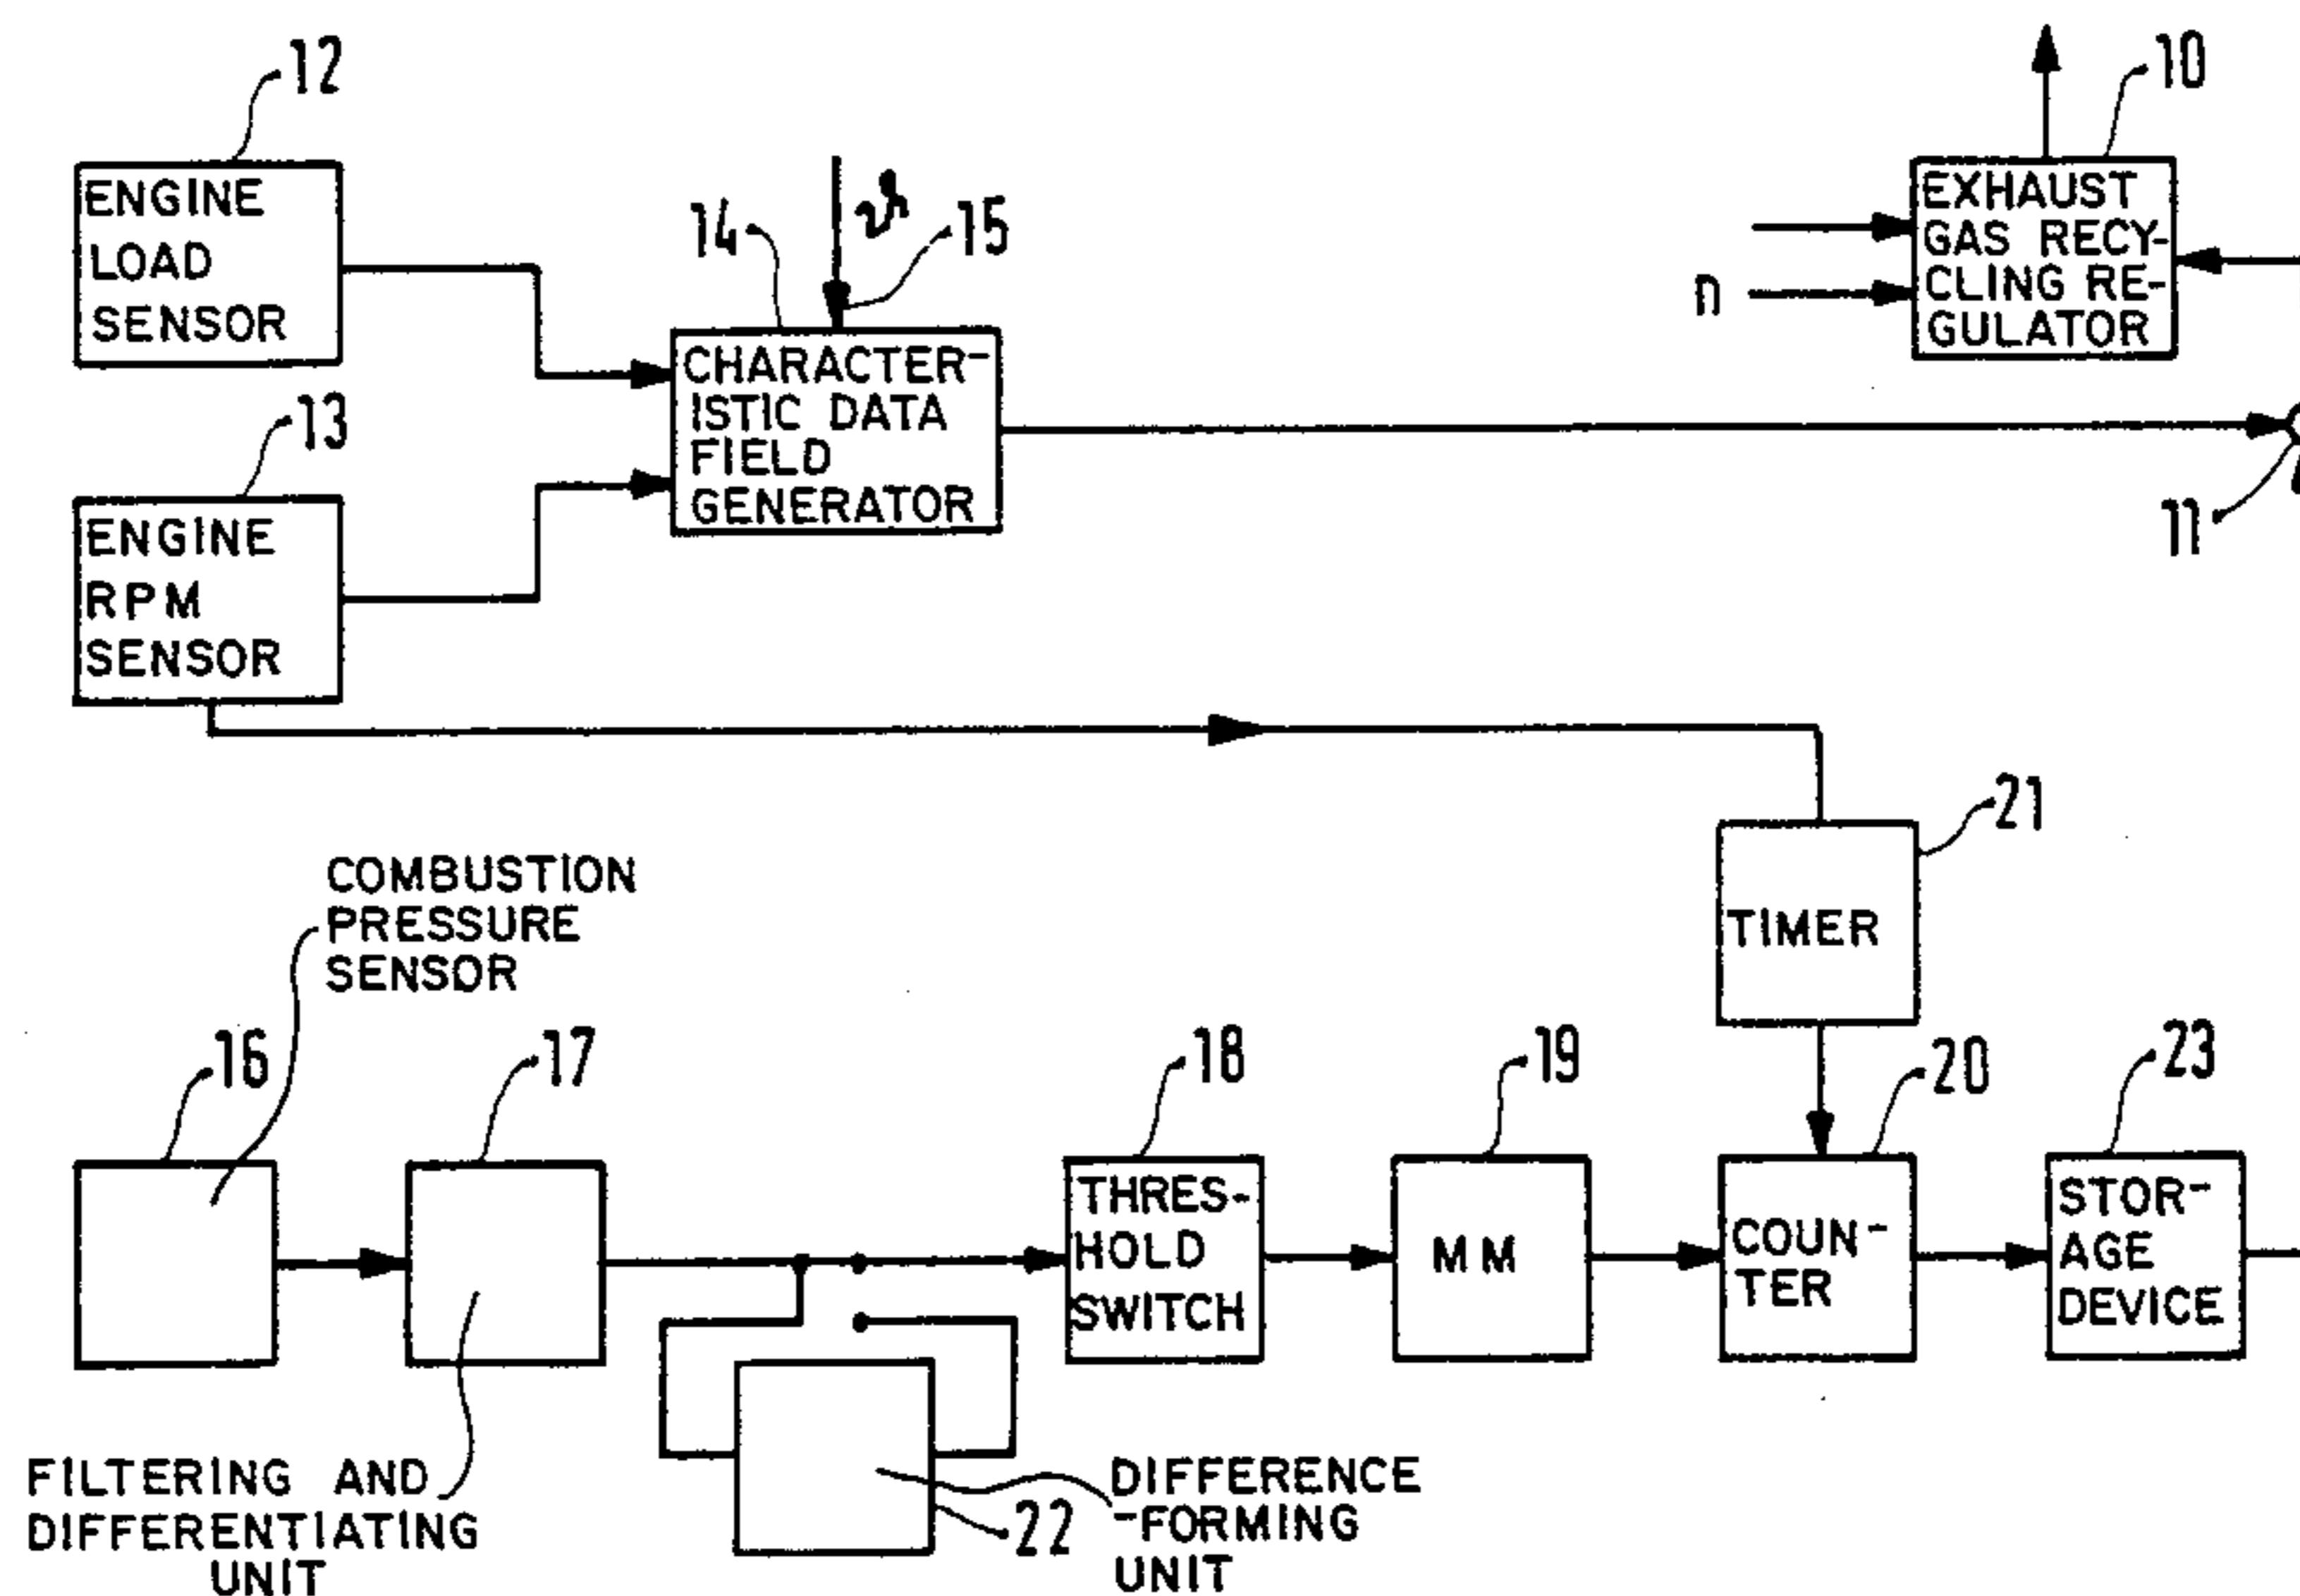 12
ENGINE
LOAD
SENSOR
13
ENGINE
RPM
SENSOR
14
ϑ
15
CHARACTER-
ISTIC DATA
FIELD
GENERATOR
10
EXHAUST
GAS RECY-
CLING RE-
GULATOR
n
11
21
TIMER
COMBUSTION
PRESSURE
SENSOR
16
17
18
THRES-
HOLD
SWITCH
19
MM
20
COUN-
TER
23
STOR-
AGE
DEVICE
FILTERING AND
DIFFERENTIATING
UNIT
22
DIFFERENCE
-FORMING
UNIT